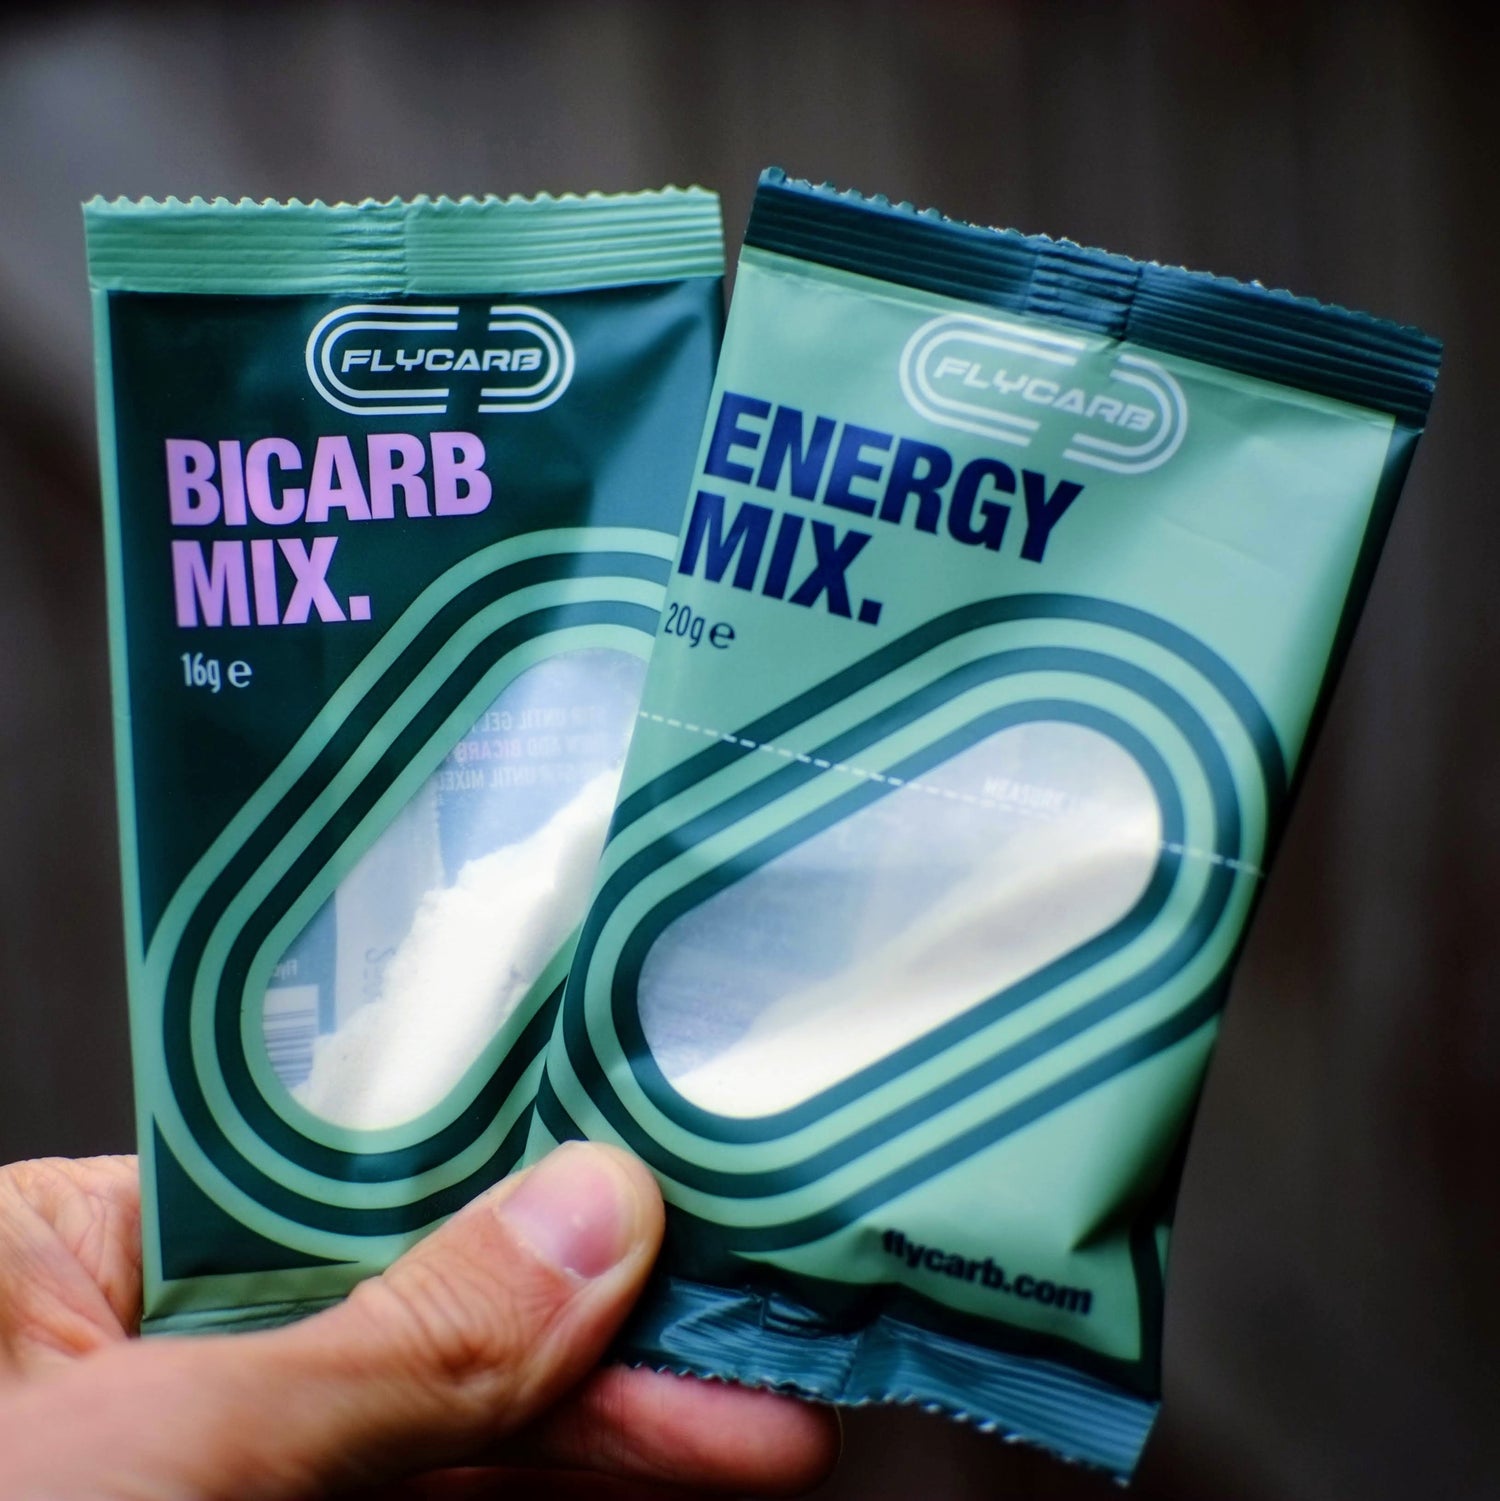 FLYCARB
BICARB
MIX.
16g e
FLYCARB
ENERGY
MIX.
20g e
flycarb.com